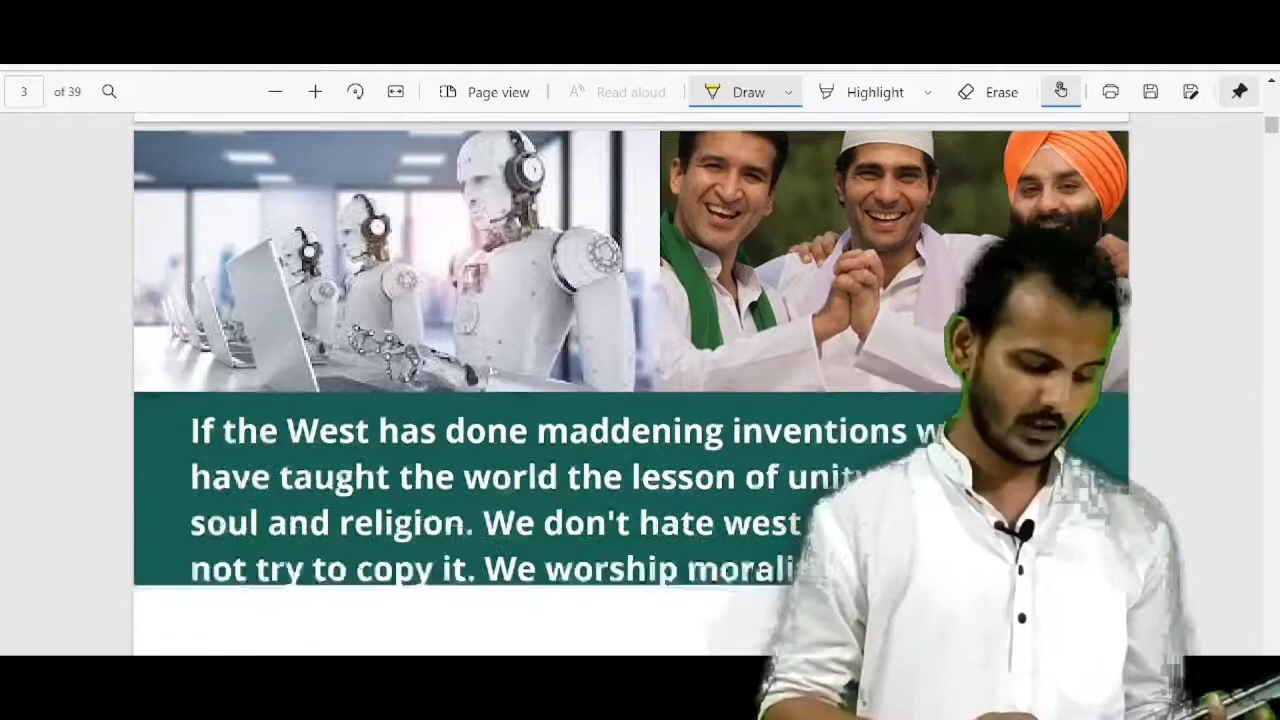 3 of 39 Page view Read aloud Draw Highlight Erase
If the West has done maddening inventions
have taught the world the lesson of unity
soul and religion. We don't hate west
not try to copy it. We worship